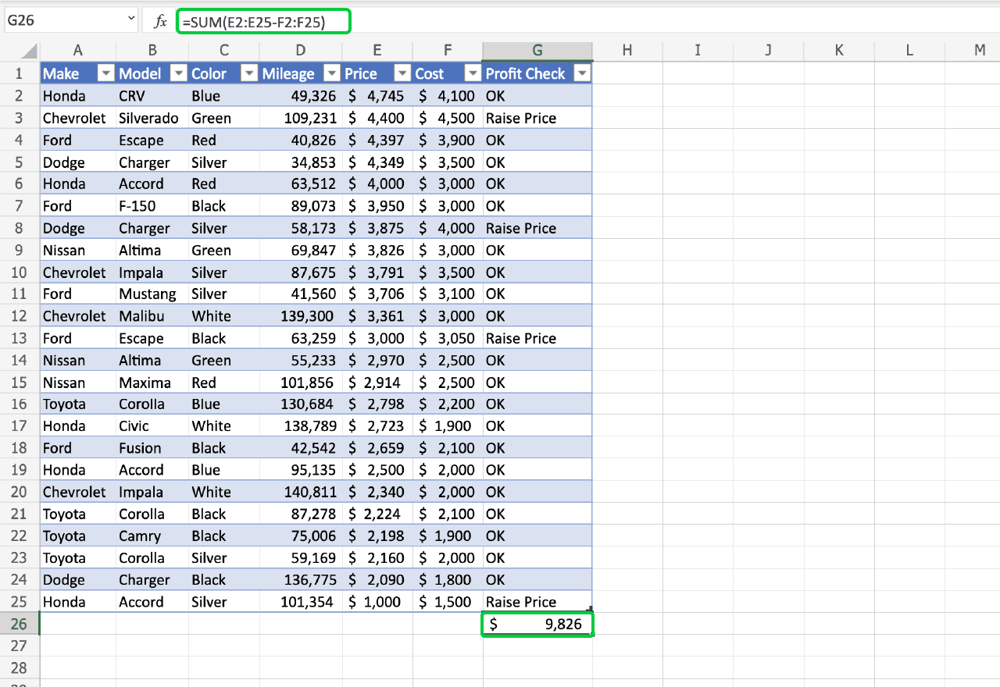 G26 fx =SUM(E2:E25-F2:F25)
A B C D E F G H I J K L M
1 Make Model Color Mileage Price Cost Profit Check
2 Honda CRV Blue 49,326 $ 4,745 $ 4,100 OK
3 Chevrolet Silverado Green 109,231 $ 4,400 $ 4,500 Raise Price
4 Ford Escape Red 40,826 $ 4,397 $ 3,900 OK
5 Dodge Charger Silver 34,853 $ 4,349 $ 3,500 OK
6 Honda Accord Red 63,512 $ 4,000 $ 3,000 OK
7 Ford F-150 Black 89,073 $ 3,950 $ 3,000 OK
8 Dodge Charger Silver 58,173 $ 3,875 $ 4,000 Raise Price
9 Nissan Altima Green 69,847 $ 3,826 $ 3,000 OK
10 Chevrolet Impala Silver 87,675 $ 3,791 $ 3,500 OK
11 Ford Mustang Silver 41,560 $ 3,706 $ 3,100 OK
12 Chevrolet Malibu White 139,300 $ 3,361 $ 3,000 OK
13 Ford Escape Black 63,259 $ 3,000 $ 3,050 Raise Price
14 Nissan Altima Green 55,233 $ 2,970 $ 2,500 OK
15 Nissan Maxima Red 101,856 $ 2,914 $ 2,500 OK
16 Toyota Corolla Blue 130,684 $ 2,798 $ 2,200 OK
17 Honda Civic White 138,789 $ 2,723 $ 1,900 OK
18 Ford Fusion Black 42,542 $ 2,659 $ 2,100 OK
19 Honda Accord Blue 95,135 $ 2,500 $ 2,000 OK
20 Chevrolet Impala White 140,811 $ 2,340 $ 2,000 OK
21 Toyota Corolla Black 87,278 $ 2,224 $ 2,100 OK
22 Toyota Camry Black 75,006 $ 2,198 $ 1,900 OK
23 Toyota Corolla Silver 59,169 $ 2,160 $ 2,000 OK
24 Dodge Charger Black 136,775 $ 2,090 $ 1,800 OK
25 Honda Accord Silver 101,354 $ 1,000 $ 1,500 Raise Price
26 $ 9,826
27
28